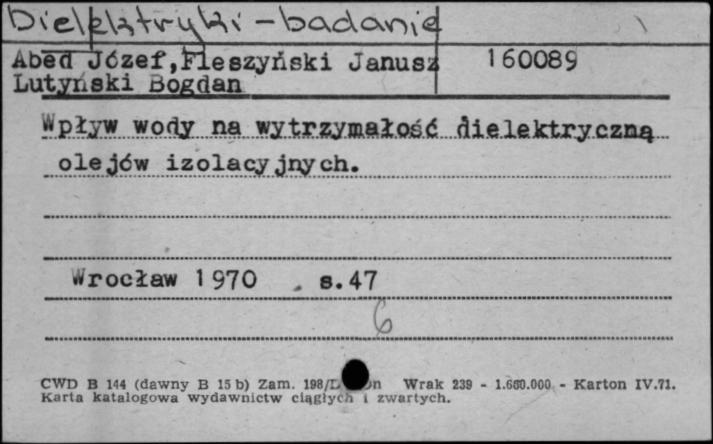 Dielektryki - badanie
Abed Józef, Fleszyński Janusz 160089
Lutyński Bogdan
Wpływ wody na wytrzymałość dielektryczną
olejów izolacyjnych.
Wrocław 1970 s.47
6
CWD B 144 (dawny B 15 b) Zam. 198/ Wrak 239 - 1.660.000 - Karton IV.71.
Karta katalogowa wydawnictw ciągłych i zwartych.